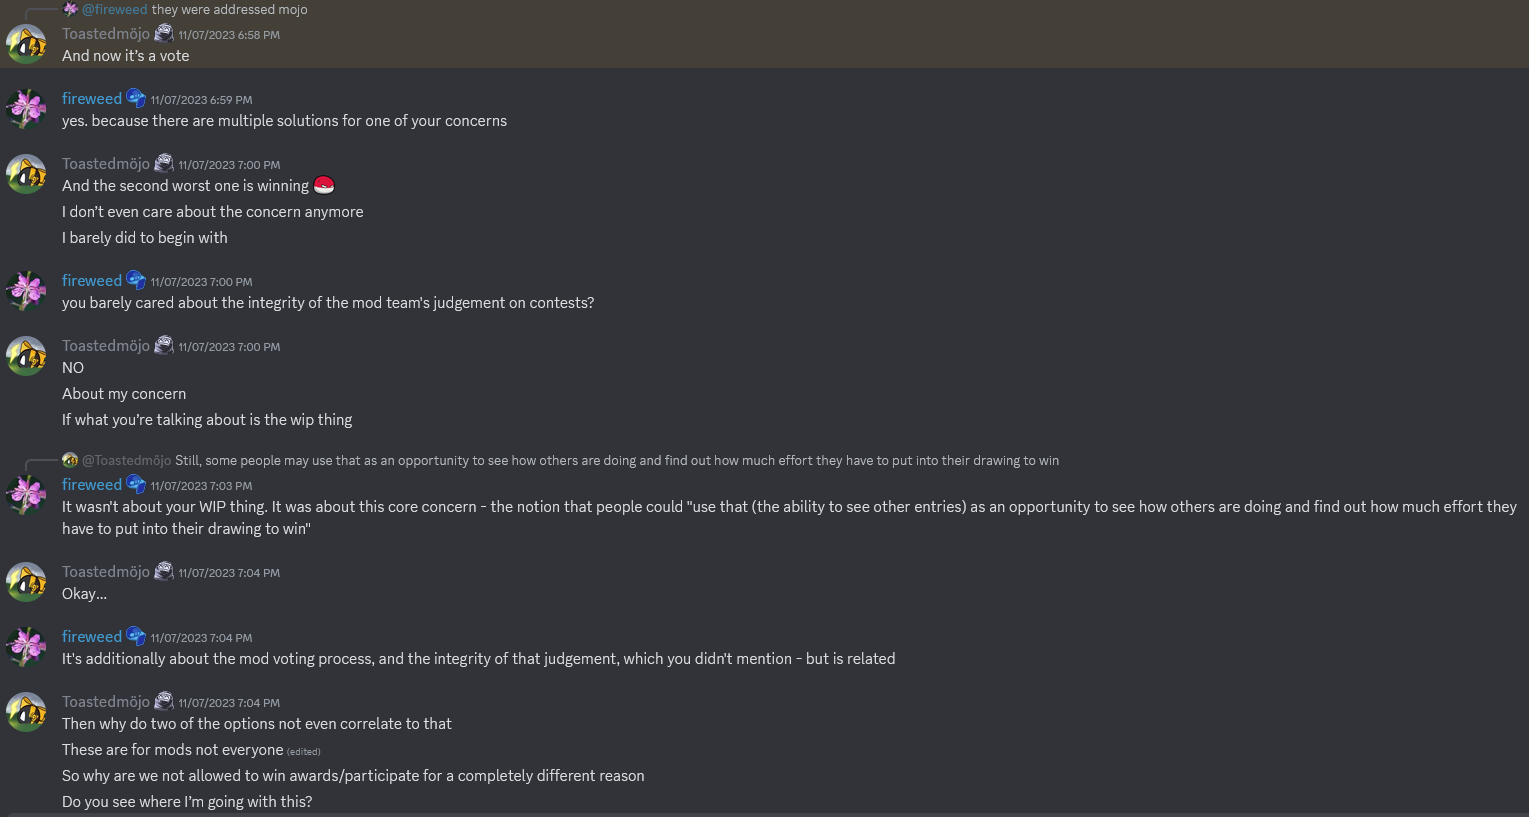 @fireweed they were addressed mojo
Toastedmöjo 11/07/2023 6:58 PM
And now it's a vote
fireweed 11/07/2023 6:59 PM
yes. because there are multiple solutions for one of your concerns
Toastedmöjo 11/07/2023 7:00 PM
And the second worst one is winning
I don't even care about the concern anymore
I barely did to begin with
fireweed 11/07/2023 7:00 PM
you barely cared about the integrity of the mod team's judgement on contests?
Toastedmöjo 11/07/2023 7:00 PM
NO
About my concern
If what you're talking about is the wip thing
@Toastedmöjo Still, some people may use that as an opportunity to see how others are doing and find out how much effort they have to put into their drawing to win
fireweed 11/07/2023 7:03 PM
It wasn't about your WIP thing. It was about this core concern - the notion that people could "use that (the ability to see other entries) as an opportunity to see how others are doing and find out how much effort they
have to put into their drawing to win"
Toastedmöjo 11/07/2023 7:04 PM
Okay...
fireweed 11/07/2023 7:04 PM
It's additionally about the mod voting process, and the integrity of that judgement, which you didn't mention - but is related
Toastedmöjo 11/07/2023 7:04 PM
Then why do two of the options not even correlate to that
These are for mods not everyone (edited)
So why are we not allowed to win awards/participate for a completely different reason
Do you see where I'm going with this?